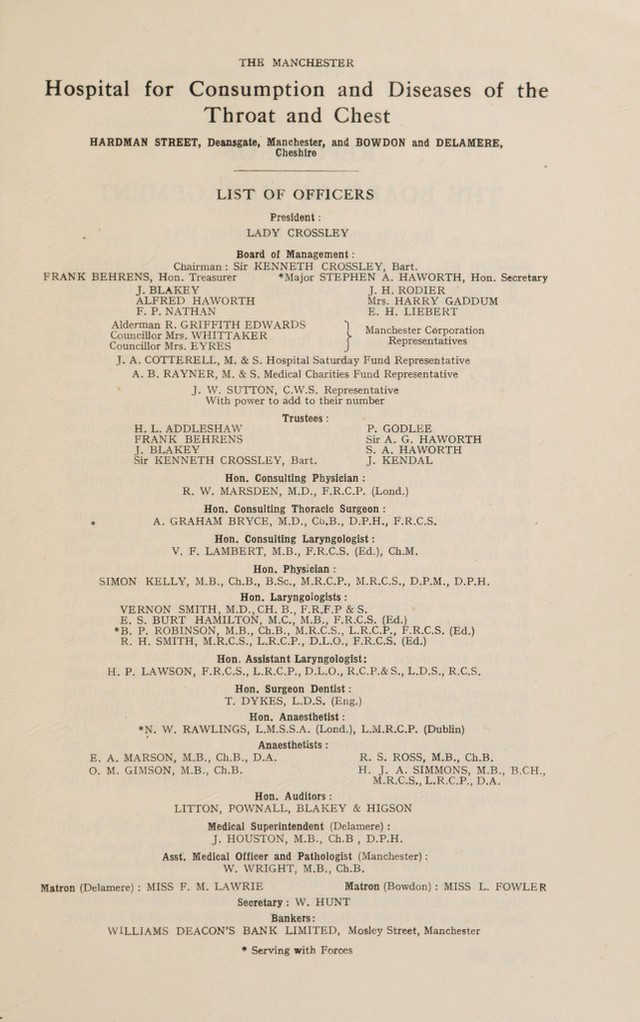 THE MANCHESTER
Hospital for Consumption and Diseases of the
Throat and Chest
HARDMAN STREET, Deansgate, Manchester, and BOWDON and DELAMERE,
Cheshire
LIST OF OFFICERS
President :
LADY CROSSLEY
Board of Management :
Chairman : Sir KENNETH CROSSLEY, Bart.
FRANK BEHRENS, Hon. Treasurer *Major STEPHEN A. HAWORTH, Hon. Secretary
J. BLAKEY J. H. RODIER
ALFRED HAWORTH Mrs. HARRY GADDUM
F. P. NATHAN E. H. LIEBERT
Alderman R. GRIFFITH EDWARDS
Councillor Mrs. WHITTAKER
Councillor Mrs. EYRES
} Manchester Corporation
Representatives
J. A. COTTERELL, M. & S. Hospital Saturday Fund Representative
A. B. RAYNER, M. & S. Medical Charities Fund Representative
J. W. SUTTON, C.W.S. Representative
With power to add to their number
Trustees :
H. L. ADDLESHAW P. GODLEE
FRANK BEHRENS Sir A. G. HAWORTH
J. BLAKEY S. A. HAWORTH
Sir KENNETH CROSSLEY, Bart. J. KENDAL
Hon. Consulting Physician :
R. W. MARSDEN, M.D., F.R.C.P. (Lond.)
Hon. Consulting Thoracic Surgeon :
A. GRAHAM BRYCE, M.D., Ch.B., D.P.H., F.R.C.S.
Hon. Consulting Laryngologist :
V. F. LAMBERT, M.B., F.R.C.S. (Ed.), Ch.M.
Hon. Physician :
SIMON KELLY, M.B., Ch.B., B.Sc., M.R.C.P., M.R.C.S., D.P.M., D.P.H.
Hon. Laryngologists :
VERNON SMITH, M.D., CH. B., F.R.F.P & S.
E. S. BURT HAMILTON, M.C., M.B., F.R.C.S. (Ed.)
*B. P. ROBINSON, M.B., Ch.B., M.R.C.S., L.R.C.P., F.R.C.S. (Ed.)
R. H. SMITH, M.R.C.S., L.R.C.P., D.L.O., F.R.C.S. (Ed.)
Hon. Assistant Laryngologist:
H. P. LAWSON, F.R.C.S., L.R.C.P., D.L.O., R.C.P.&S., L.D.S., R.C.S.
Hon. Surgeon Dentist :
T. DYKES, L.D.S. (Eng.)
Hon. Anaesthetist :
*N. W. RAWLINGS, L.M.S.S.A. (Lond.), L.M.R.C.P. (Dublin)
Anaesthetists :
E. A. MARSON, M.B., Ch.B., D.A. R. S. ROSS, M.B., Ch.B.
O. M. GIMSON, M.B., Ch.B. H. J. A. SIMMONS, M.B., B.CH.,
M.R.C.S., L.R.C.P., D.A.
Hon. Auditors :
LITTON, POWNALL, BLAKEY & HIGSON
Medical Superintendent (Delamere) :
J. HOUSTON, M.B., Ch.B , D.P.H.
Asst. Medical Officer and Pathologist (Manchester) :
W. WRIGHT, M.B., Ch.B.
Matron (Delamere) : MISS F. M. LAWRIE Matron (Bowdon) : MISS L. FOWLER
Secretary : W. HUNT
Bankers :
WILLIAMS DEACON'S BANK LIMITED, Mosley Street, Manchester
* Serving with Forces